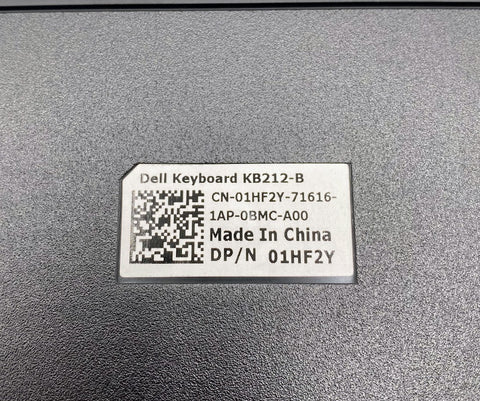 Dell Keyboard KB212-B
CN-01HF2Y-71616-
1AP-0BMC-A00
Made In China
DP/N 01HF2Y